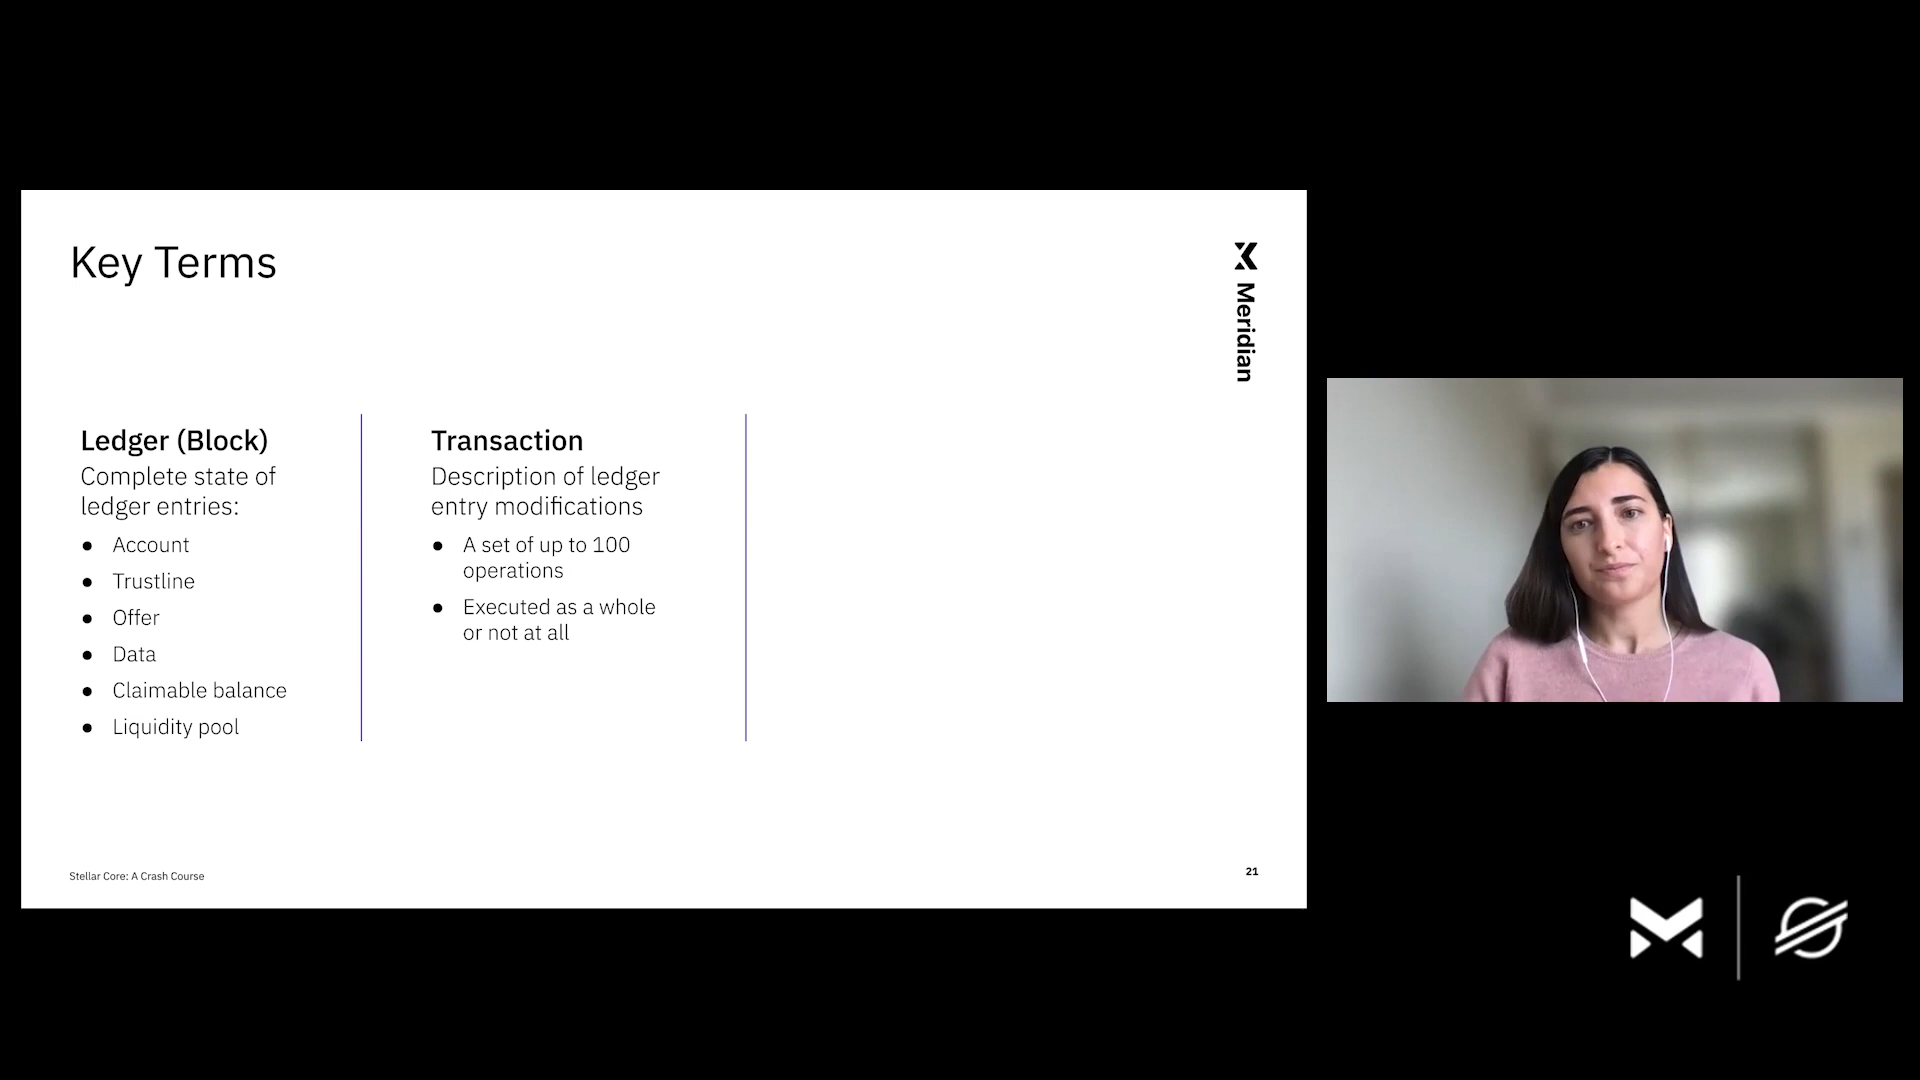 Key Terms
Meridian
Ledger (Block)
Complete state of
ledger entries:
● Account
● Trustline
● Offer
● Data
● Claimable balance
● Liquidity pool
Transaction
Description of ledger
entry modifications
● A set of up to 100
operations
● Executed as a whole
or not at all
Stellar Core: A Crash Course
21